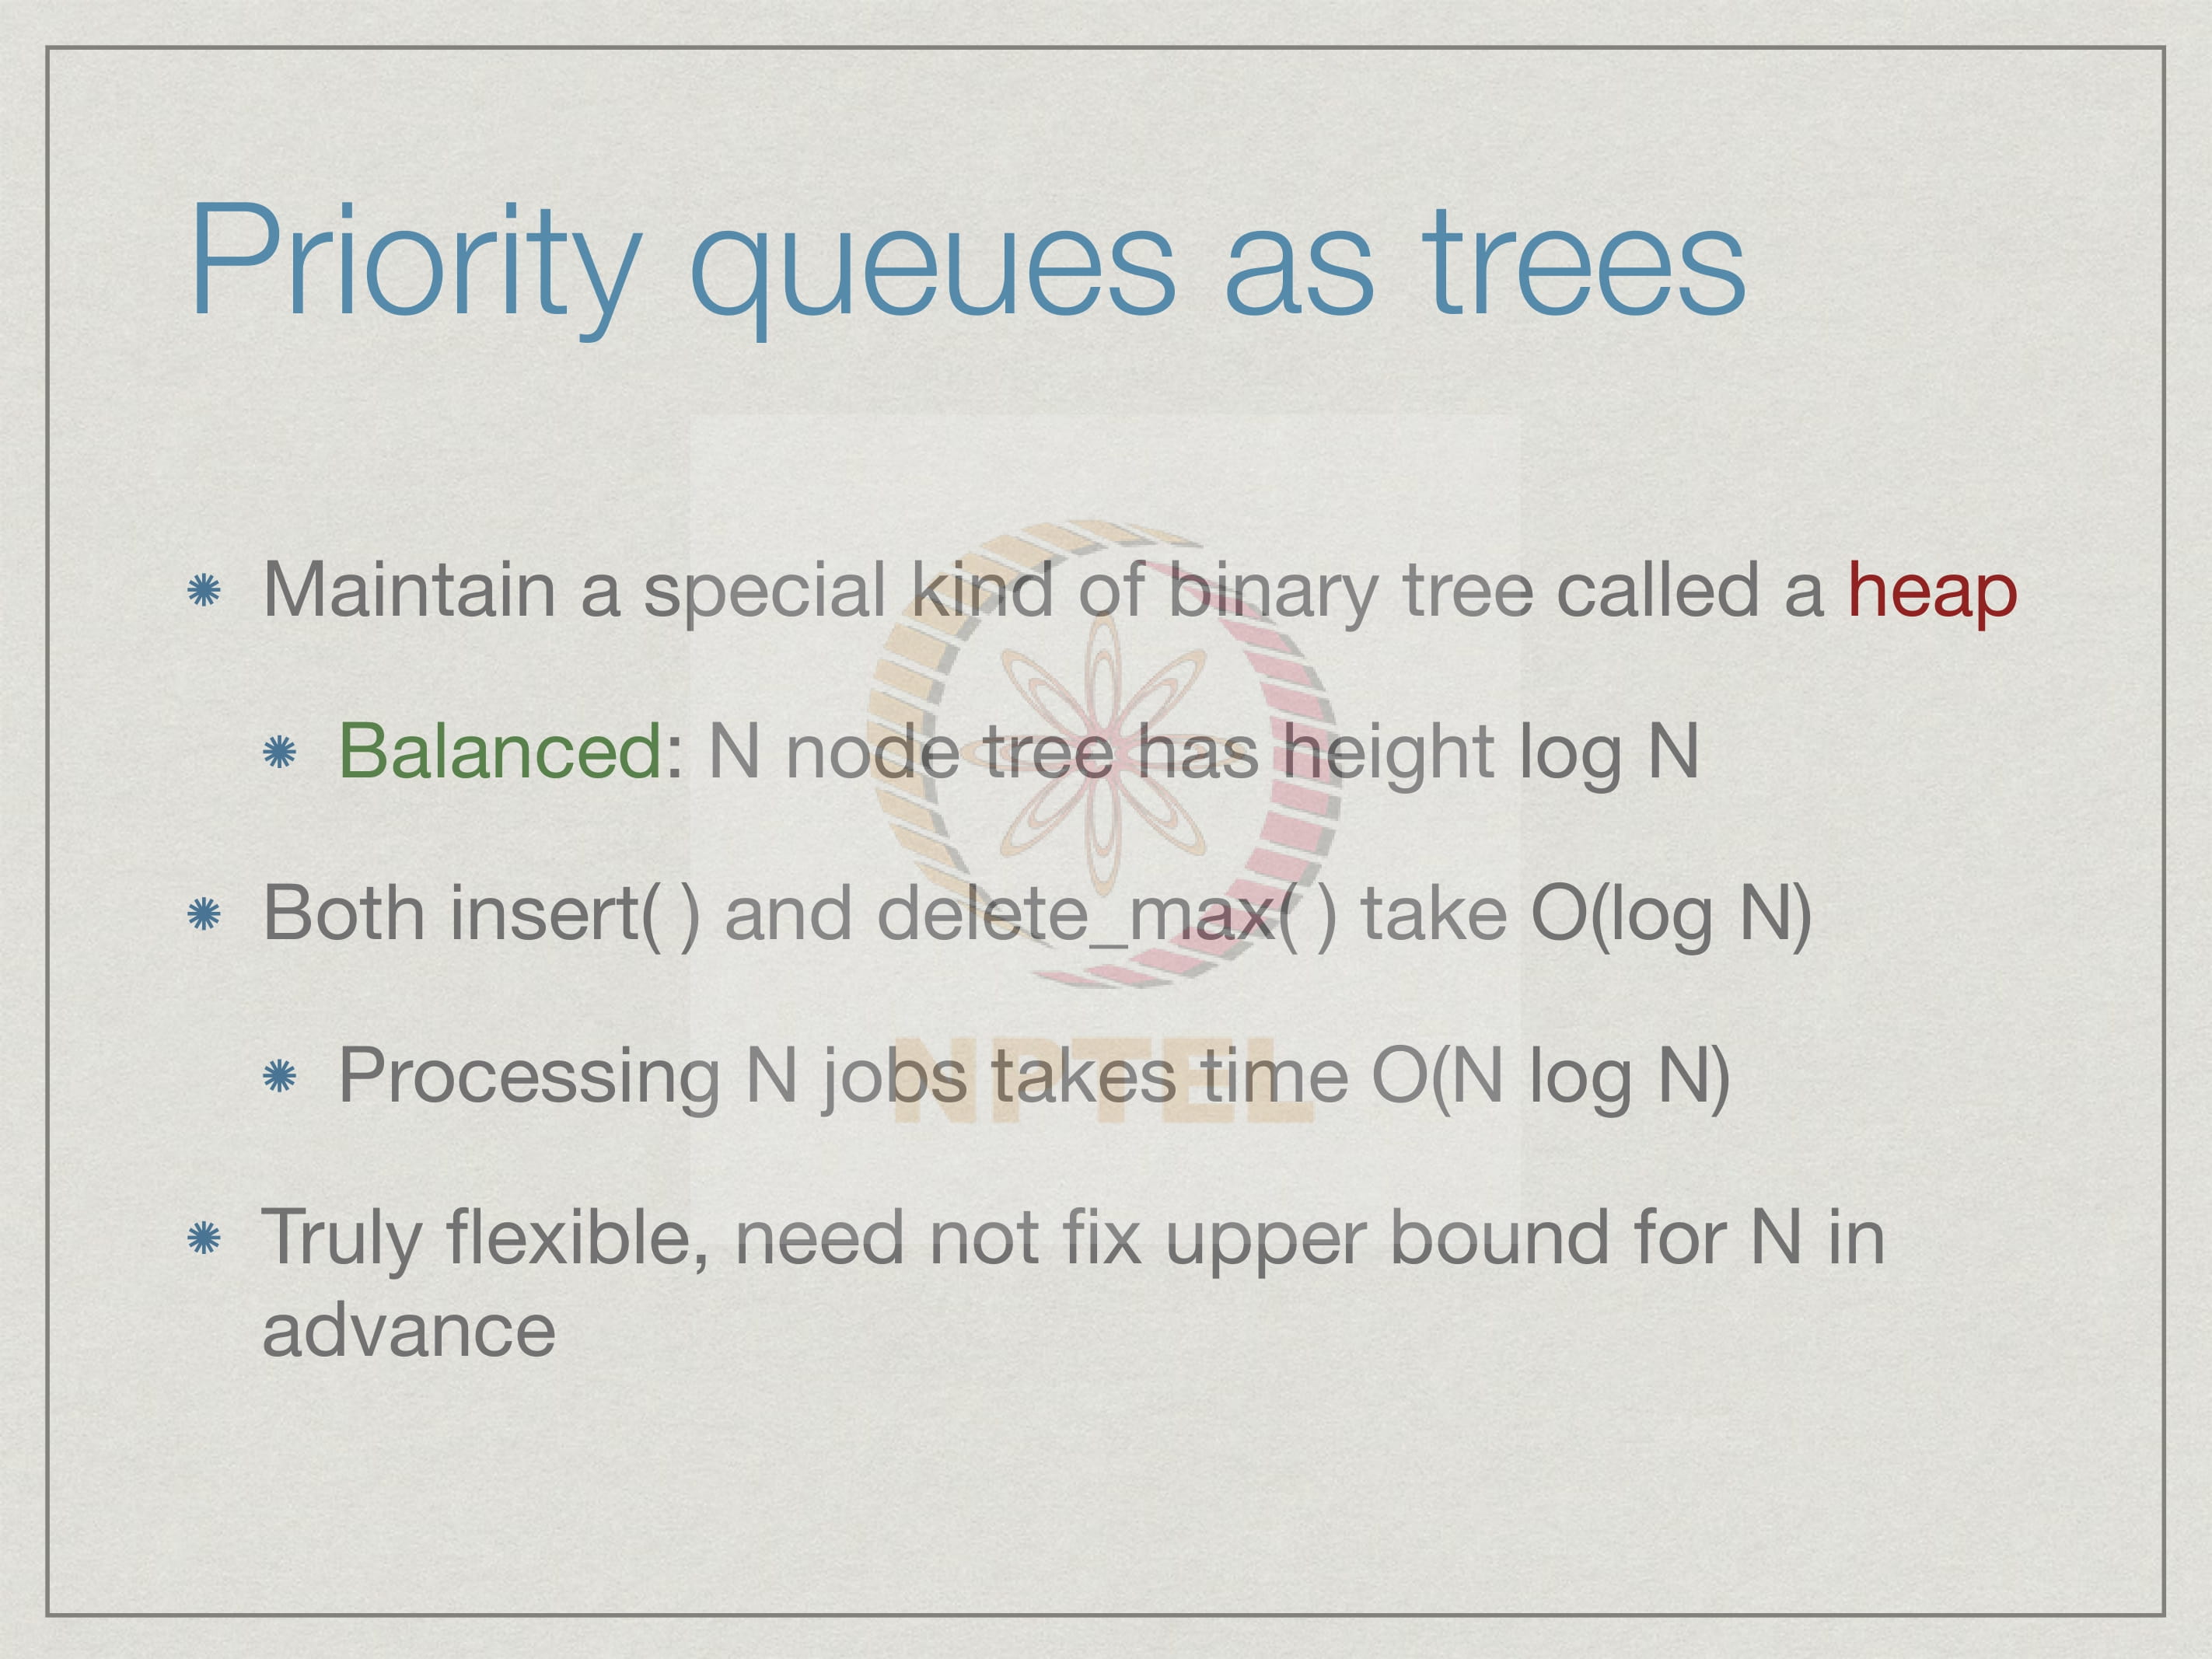 Priority queues as trees
Maintain a special kind of binary tree called a heap
Balanced: N node tree has height log N
Both insert( ) and delete_max( ) take O(log N)
Processing N jobs takes time O(N log N)
NPTEL
Truly flexible, need not fix upper bound for N in
advance